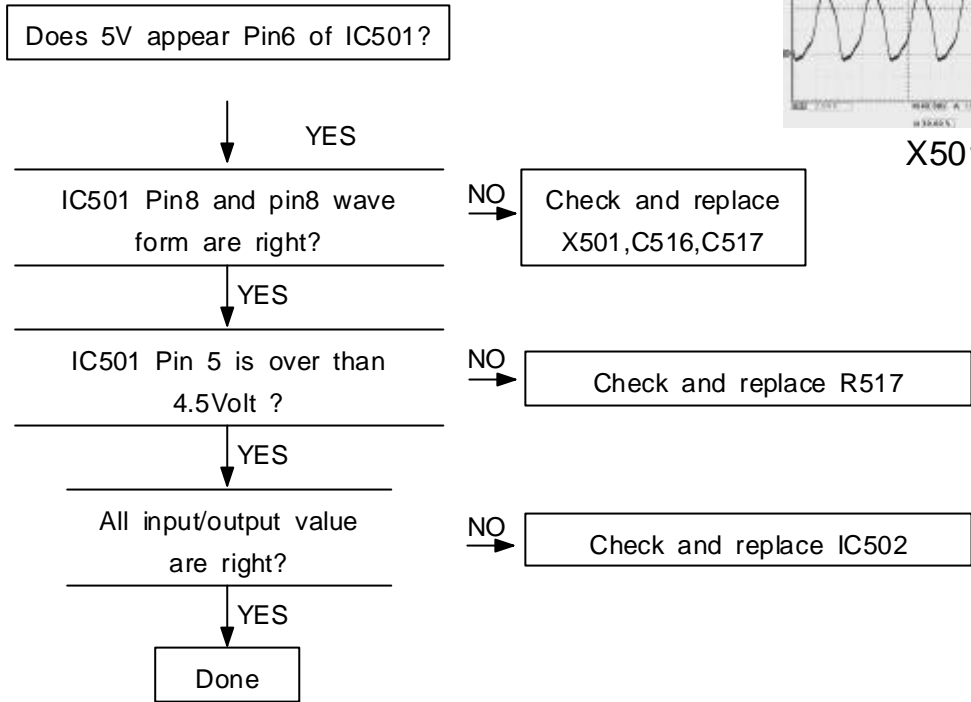 Does 5V appear Pin6 of IC501?
YES
IC501 Pin8 and pin8 wave
form are right?
NO
Check and replace
X501,C516,C517
X501
YES
IC501 Pin 5 is over than
4.5Volt ?
NO
Check and replace R517
YES
All input/output value
are right?
NO
Check and replace IC502
YES
Done